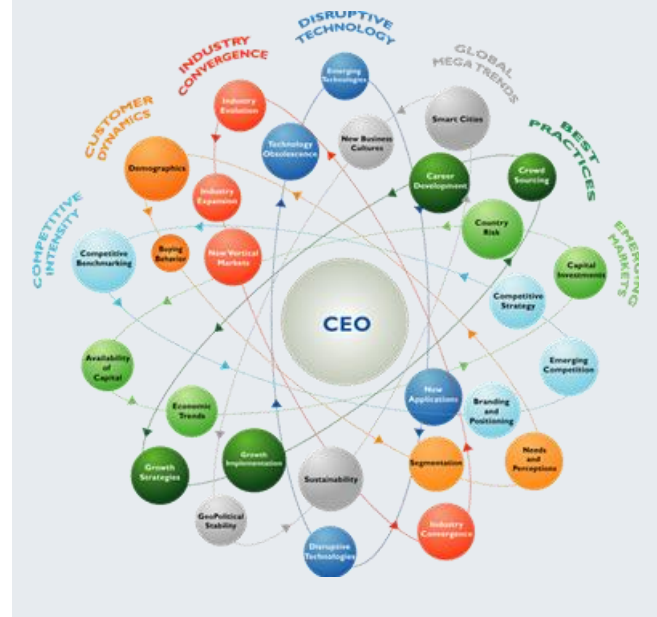 DISRUPTIVE
TECHNOLOGY
INDUSTRY
CONVERGENCE
GLOBAL
MEGA TRENDS
CUSTOMER
DYNAMICS
BEST
PRACTICES
COMPETITIVE
INTENSITY
EMERGING
MARKETS
Emerging
Technologies
Industry
Evolution
Smart Cities
New Business
Cultures
Technology
Obsolescence
Demographics
Career
Development
Crowd
Sourcing
Industry
Expansion
Country
Risk
Competitive
Benchmarking
Buying
Behavior
New Vertical
Markets
Capital
Investments
Competitive
Strategy
CEO
Availability
of
Capital
Emerging
Competition
Economic
Trends
New
Applications
Branding
and
Positioning
Growth
Strategies
Growth
Implementation
Sustainability
Segmentation
Needs
and
Perceptions
GeoPolitical
Stability
Industry
Convergence
Disruptive
Technologies